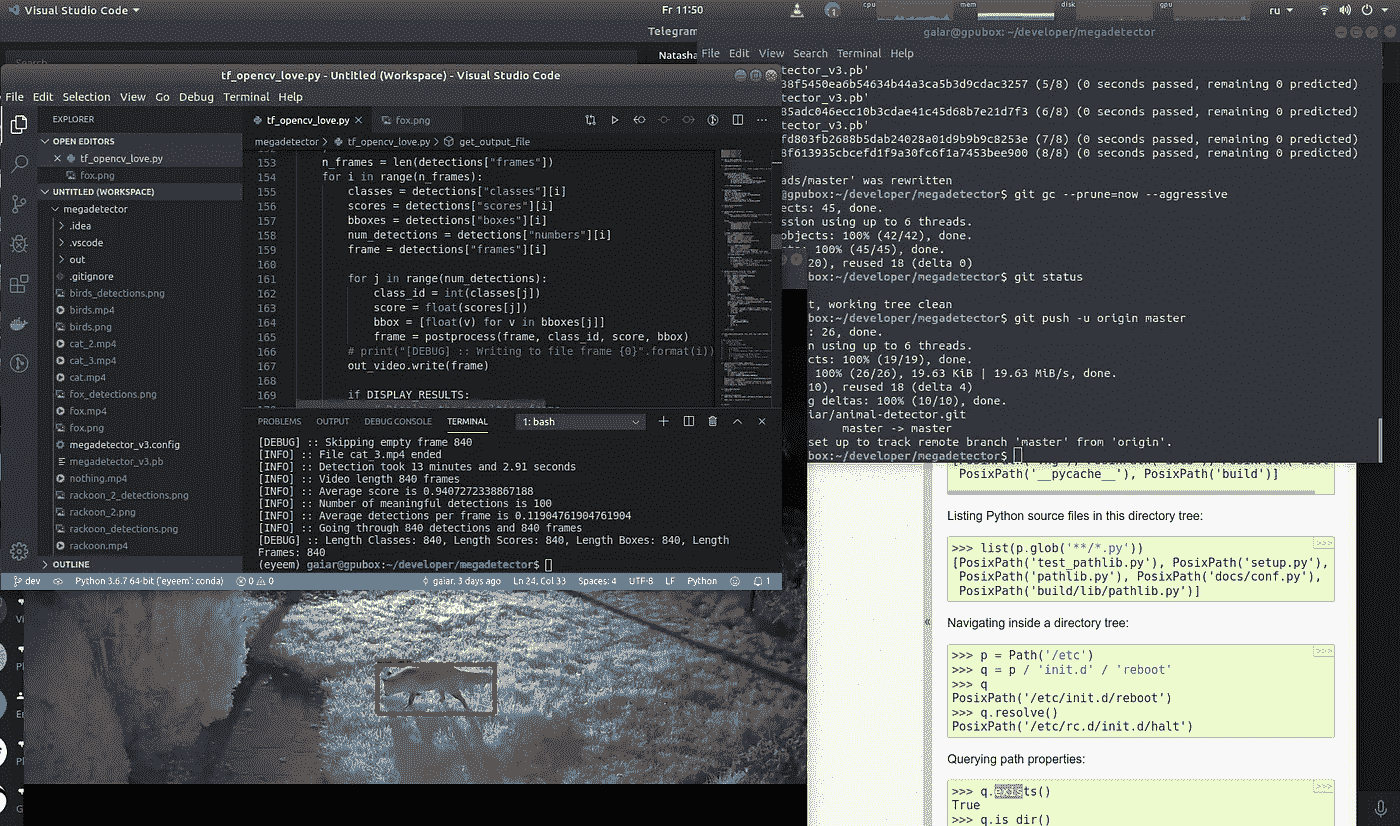 Visual Studio Code
Fr 11:50
cpu
mem
disk
gpu
ru
Telegram
Natasha
Search
gaiar@gpubox: ~/developer/megadetector
File Edit View Search Terminal Help
tector_v3.pb'
38f5450ea6b54634b44a3ca5b3d9cdac3257 (5/8) (0 seconds passed, remaining 0 predicted)
tector_v3.pb'
85adc046ecc10b3cdae41c45d68b7e21d7f3 (6/8) (0 seconds passed, remaining 0 predicted)
tector_v3.pb'
fd803fb2688b5dab24028a01d9b9b9c8253e (7/8) (0 seconds passed, remaining 0 predicted)
8f613935cbcefd1f9a30fc6f1a7453bee900 (8/8) (0 seconds passed, remaining 0 predicted)
ads/master' was rewritten
@gpubox:~/developer/megadetector$ git gc --prune=now --aggressive
ects: 45, done.
ssion using up to 6 threads.
objects: 100% (42/42), done.
cts: 100% (45/45), done.
20), reused 18 (delta 0)
pubox:~/developer/megadetector$ git status
t, working tree clean
box:~/developer/megadetector$ git push -u origin master
: 26, done.
n using up to 6 threads.
cts: 100% (19/19), done.
100% (26/26), 19.63 KiB | 19.63 MiB/s, done.
10), reused 18 (delta 4)
g deltas: 100% (10/10), done.
iar/animal-detector.git
master -> master
set up to track remote branch 'master' from 'origin'.
box:~/developer/megadetector$
tf_opencv_love.py - Untitled (Workspace) - Visual Studio Code
File Edit Selection View Go Debug Terminal Help
EXPLORER
OPEN EDITORS
tf_opencv_love.py
fox.png
UNTITLED (WORKSPACE)
megadetector
.idea
.vscode
out
.gitignore
birds_detections.png
birds.mp4
birds.png
cat_2.mp4
cat_3.mp4
cat.mp4
fox_detections.png
fox.mp4
fox.png
megadetector_v3.config
megadetector_v3.pb
nothing.mp4
rackoon_2_detections.png
rackoon_2.png
rackoon_detections.png
rackoon.mp4
OUTLINE
tf_opencv_love.py
fox.png
megadetector > tf_opencv_love.py > get_output_file
153 n_frames = len(detections["frames"])
154 for i in range(n_frames):
155 classes = detections["classes"][i]
156 scores = detections["scores"][i]
157 bboxes = detections["boxes"][i]
158 num_detections = detections["numbers"][i]
159 frame = detections["frames"][i]
160
161 for j in range(num_detections):
162 class_id = int(classes[j])
163 score = float(scores[j])
164 bbox = [float(v) for v in bboxes[j]]
165 frame = postprocess(frame, class_id, score, bbox)
166 # print("[DEBUG] :: Writing to file frame {0}".format(i))
167 out_video.write(frame)
168
169 if DISPLAY_RESULTS:
PROBLEMS OUTPUT DEBUG CONSOLE TERMINAL 1: bash
[DEBUG] :: Skipping empty frame 840
[INFO] :: File cat_3.mp4 ended
[INFO] :: Detection took 13 minutes and 2.91 seconds
[INFO] :: Video length 840 frames
[INFO] :: Average score is 0.9407272338867188
[INFO] :: Number of meaningful detections is 100
[INFO] :: Average detections per frame is 0.11904761904761904
[INFO] :: Going through 840 detections and 840 frames
[DEBUG] :: Length Classes: 840, Length Scores: 840, Length Boxes: 840, Length
Frames: 840
(eyeem) gaiar@gpubox:~/developer/megadetector$
dev Python 3.6.7 64-bit ('eyeem': conda) 0 0 gaiar, 3 days ago Ln 24, Col 33 Spaces: 4 UTF-8 LF Python 1
PosixPath('__pycache__'), PosixPath('build')]
Listing Python source files in this directory tree:
>>>
>>> list(p.glob('**/*.py'))
[PosixPath('test_pathlib.py'), PosixPath('setup.py'),
PosixPath('pathlib.py'), PosixPath('docs/conf.py'),
PosixPath('build/lib/pathlib.py')]
Navigating inside a directory tree:
>>>
>>> p = Path('/etc')
>>> q = p / 'init.d' / 'reboot'
>>> q
PosixPath('/etc/init.d/reboot')
>>> q.resolve()
PosixPath('/etc/rc.d/init.d/halt')
Querying path properties:
>>>
>>> q.exists()
True
>>> q.is_dir()